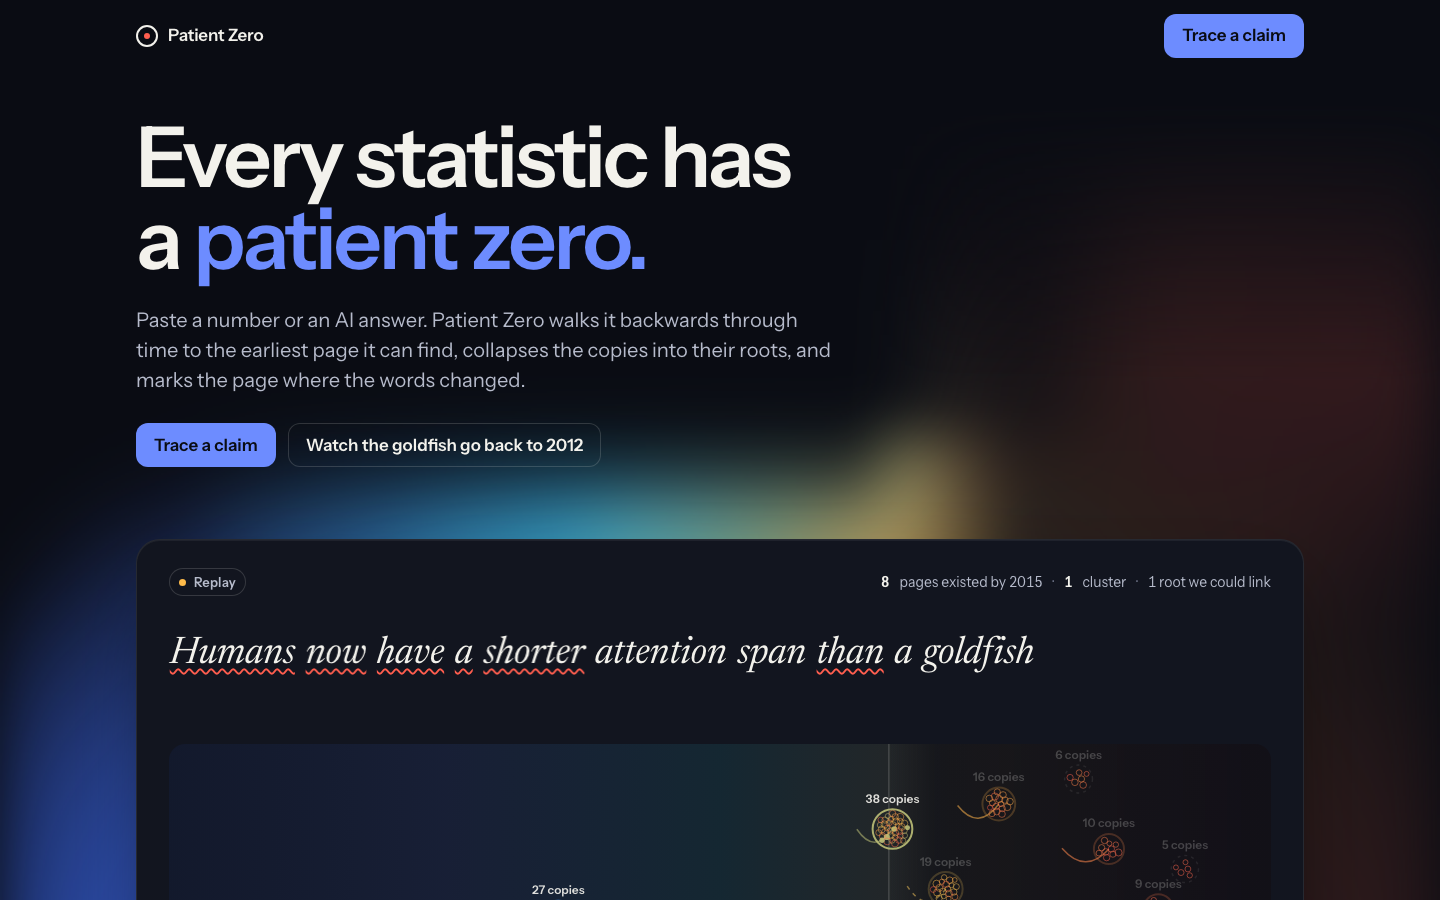 Patient Zero
Trace a claim
Every statistic has
a patient zero.
Paste a number or an AI answer. Patient Zero walks it backwards through
time to the earliest page it can find, collapses the copies into their roots, and
marks the page where the words changed.
Trace a claim
Watch the goldfish go back to 2012
Replay
8 pages existed by 2015 · 1 cluster · 1 root we could link
Humans now have a shorter attention span than a goldfish
6 copies
16 copies
38 copies
10 copies
5 copies
19 copies
9 copies
27 copies